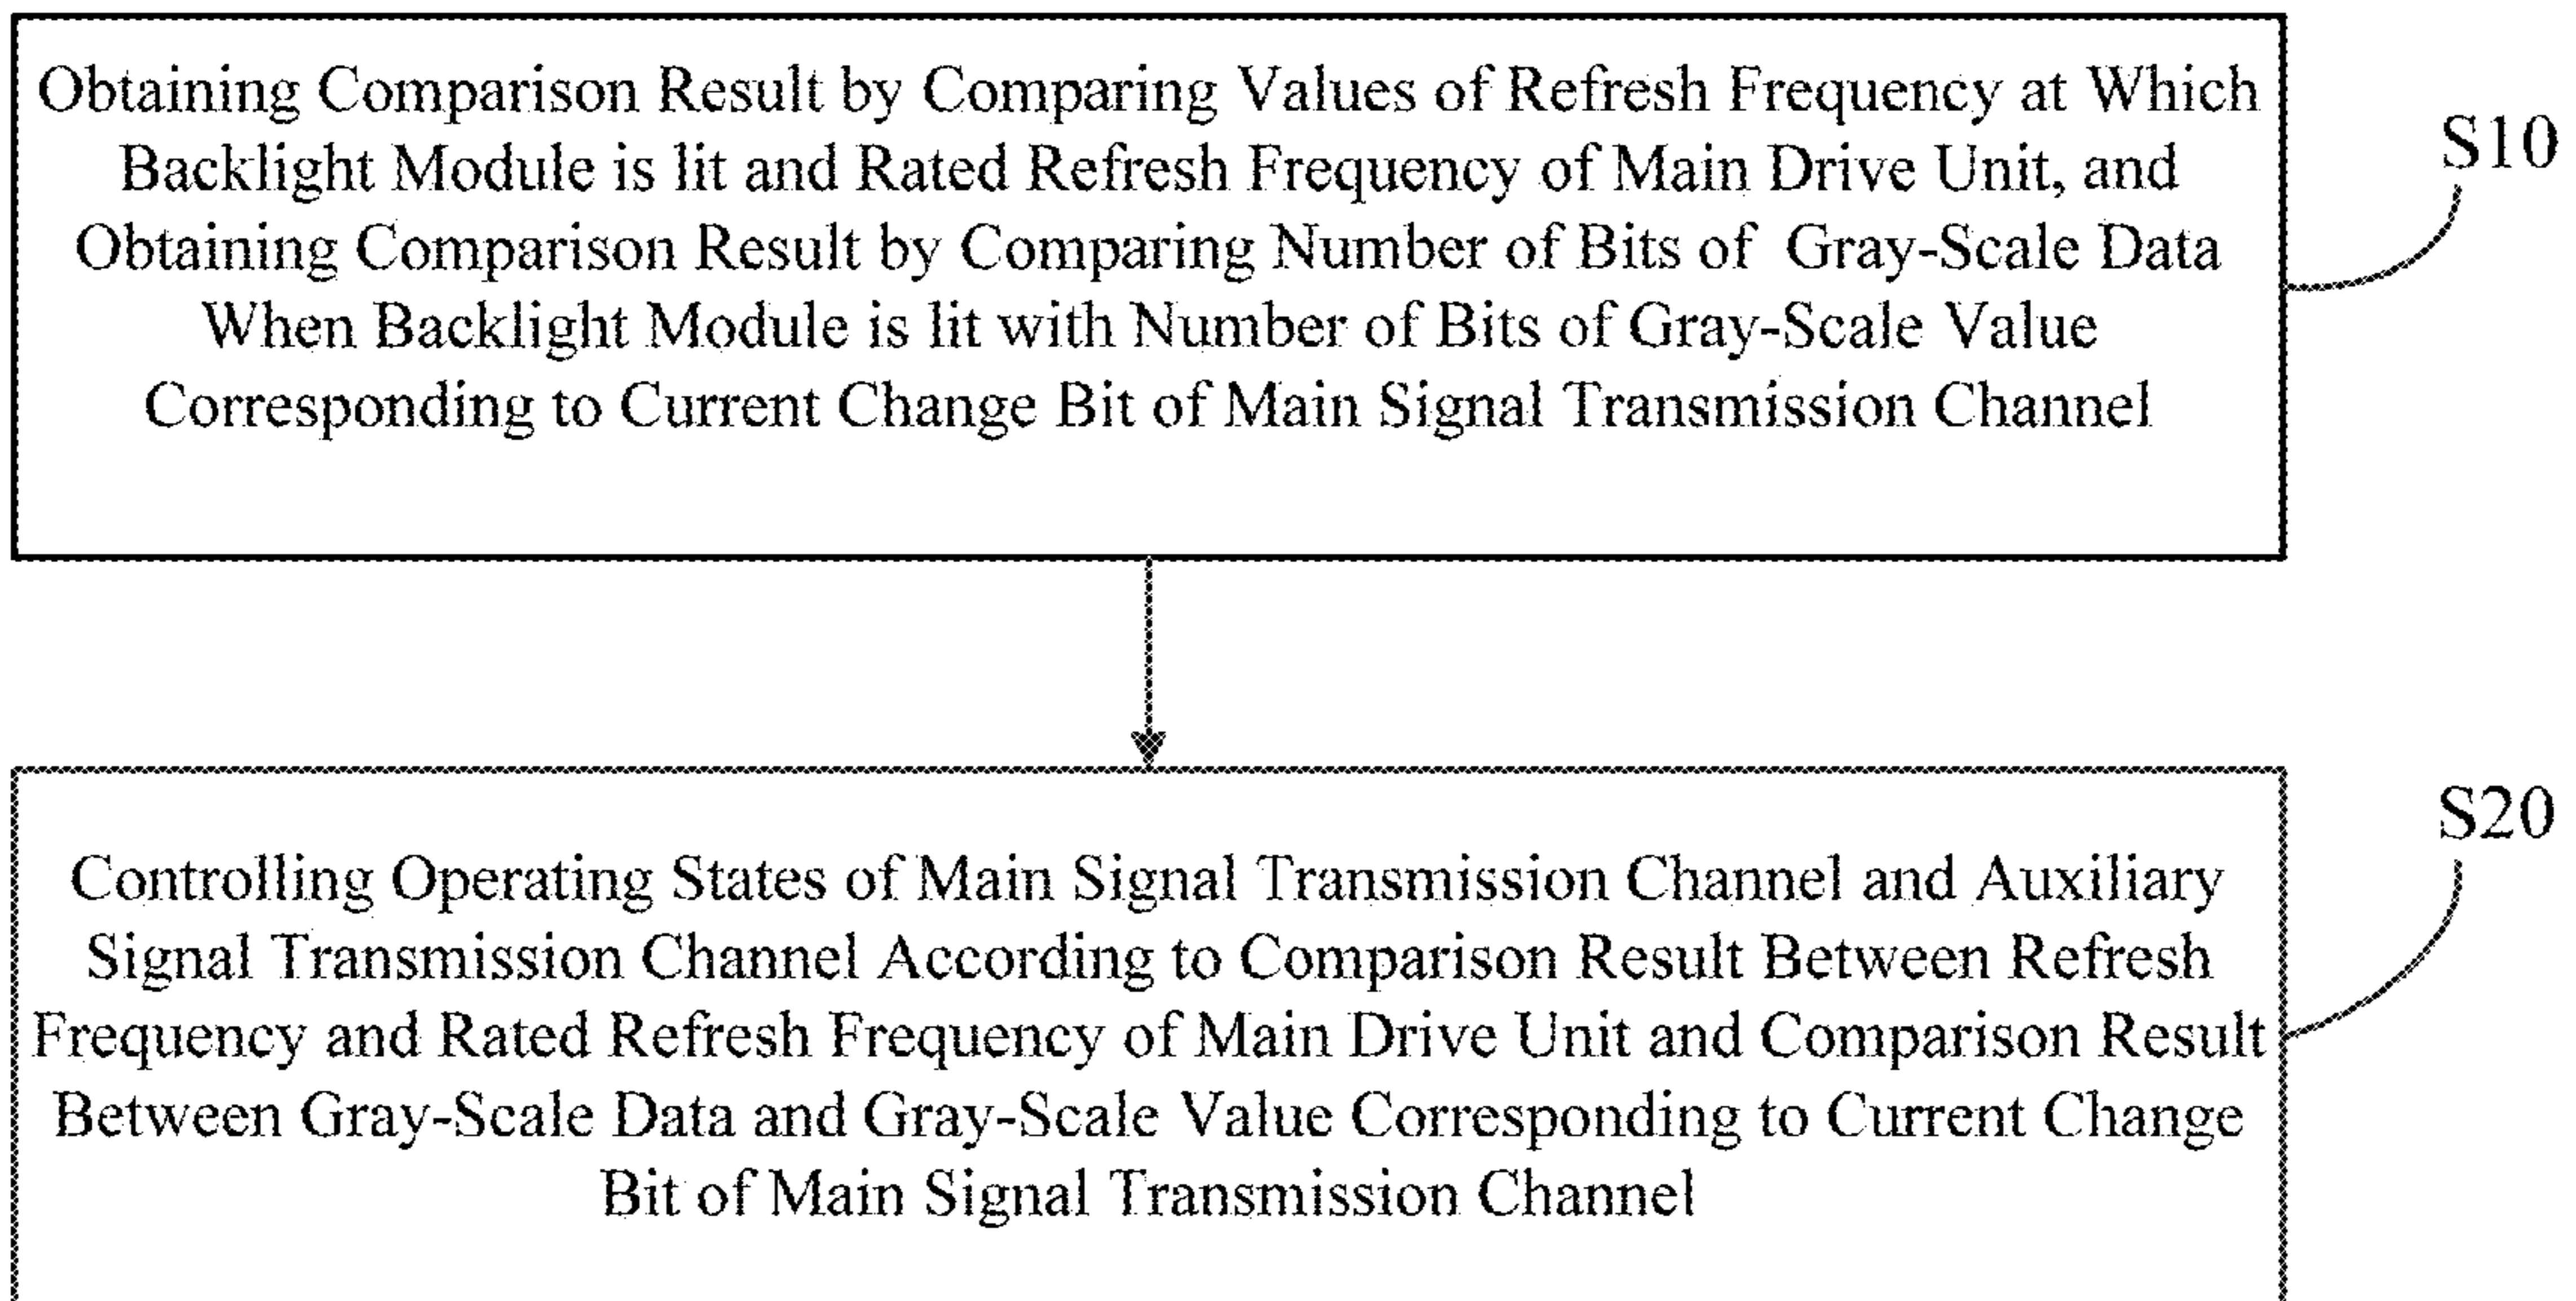 Obtaining Comparison Result by Comparing Values of Refresh Frequency at Which
Backlight Module is lit and Rated Refresh Frequency of Main Drive Unit, and
Obtaining Comparison Result by Comparing Number of Bits of Gray-Scale Data
When Backlight Module is lit with Number of Bits of Gray-Scale Value
Corresponding to Current Change Bit of Main Signal Transmission Channel
S10
Controlling Operating States of Main Signal Transmission Channel and Auxiliary
Signal Transmission Channel According to Comparison Result Between Refresh
Frequency and Rated Refresh Frequency of Main Drive Unit and Comparison Result
Between Gray-Scale Data and Gray-Scale Value Corresponding to Current Change
Bit of Main Signal Transmission Channel
S20